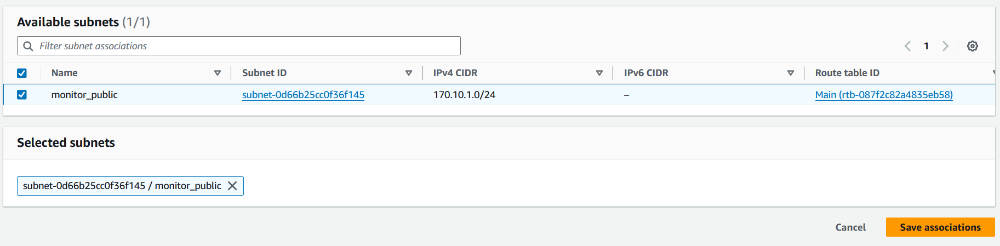 Available subnets (1/1)
Filter subnet associations
1
Name Subnet ID IPv4 CIDR IPv6 CIDR Route table ID
monitor_public subnet-0d66b25cc0f36f145 170.10.1.0/24 – Main (rtb-087f2c82a4835eb58)
Selected subnets
subnet-0d66b25cc0f36f145 / monitor_public
Cancel Save associations